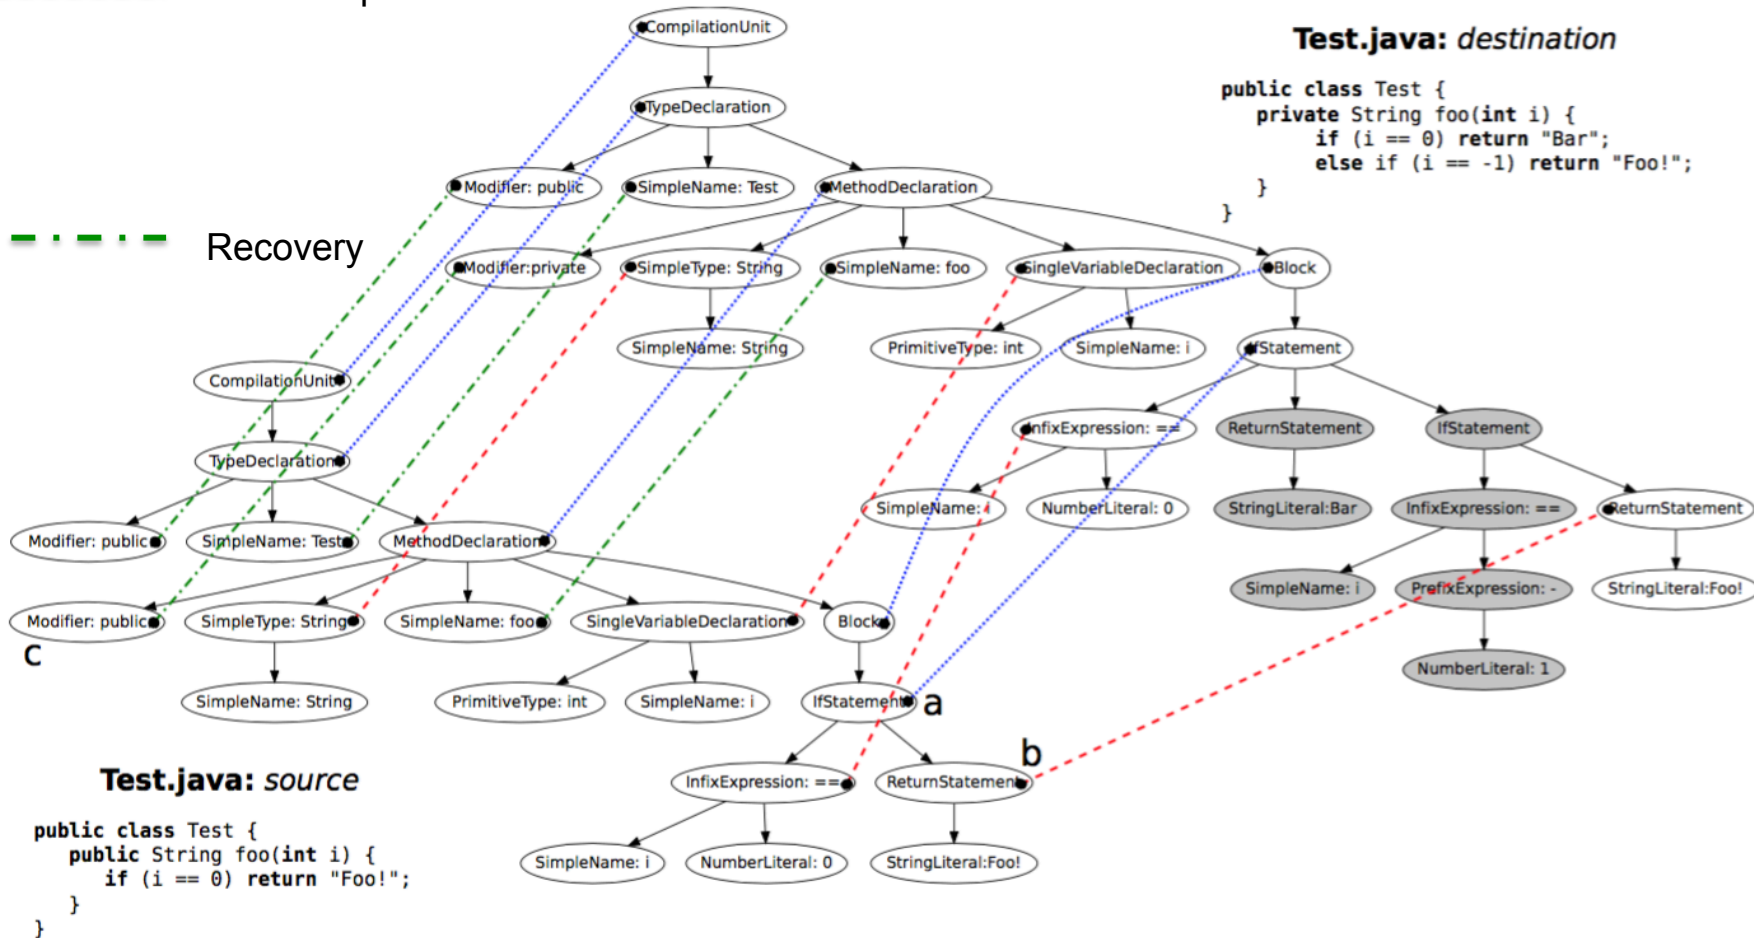 CompilationUnit
Test.java: destination
TypeDeclaration
public class Test {
private String foo(int i) {
if (i == 0) return "Bar";
else if (i == -1) return "Foo!";
}
}
Modifier: public
SimpleName: Test
MethodDeclaration
Recovery
Modifier:private
SimpleType: String
SimpleName: foo
SingleVariableDeclaration
Block
SimpleName: String
PrimitiveType: int
SimpleName: i
IfStatement
CompilationUnit
InfixExpression: ==
ReturnStatement
IfStatement
TypeDeclaration
SimpleName: i
NumberLiteral: 0
StringLiteral:Bar
InfixExpression: ==
ReturnStatement
Modifier: public
SimpleName: Test
MethodDeclaration
SimpleName: i
PrefixExpression: -
StringLiteral:Foo!
Modifier: public
SimpleType: String
SimpleName: foo
SingleVariableDeclaration
Block
c
NumberLiteral: 1
SimpleName: String
PrimitiveType: int
SimpleName: i
IfStatement
a
b
Test.java: source
InfixExpression: ==
ReturnStatement
public class Test {
public String foo(int i) {
if (i == 0) return "Foo!";
}
}
SimpleName: i
NumberLiteral: 0
StringLiteral:Foo!